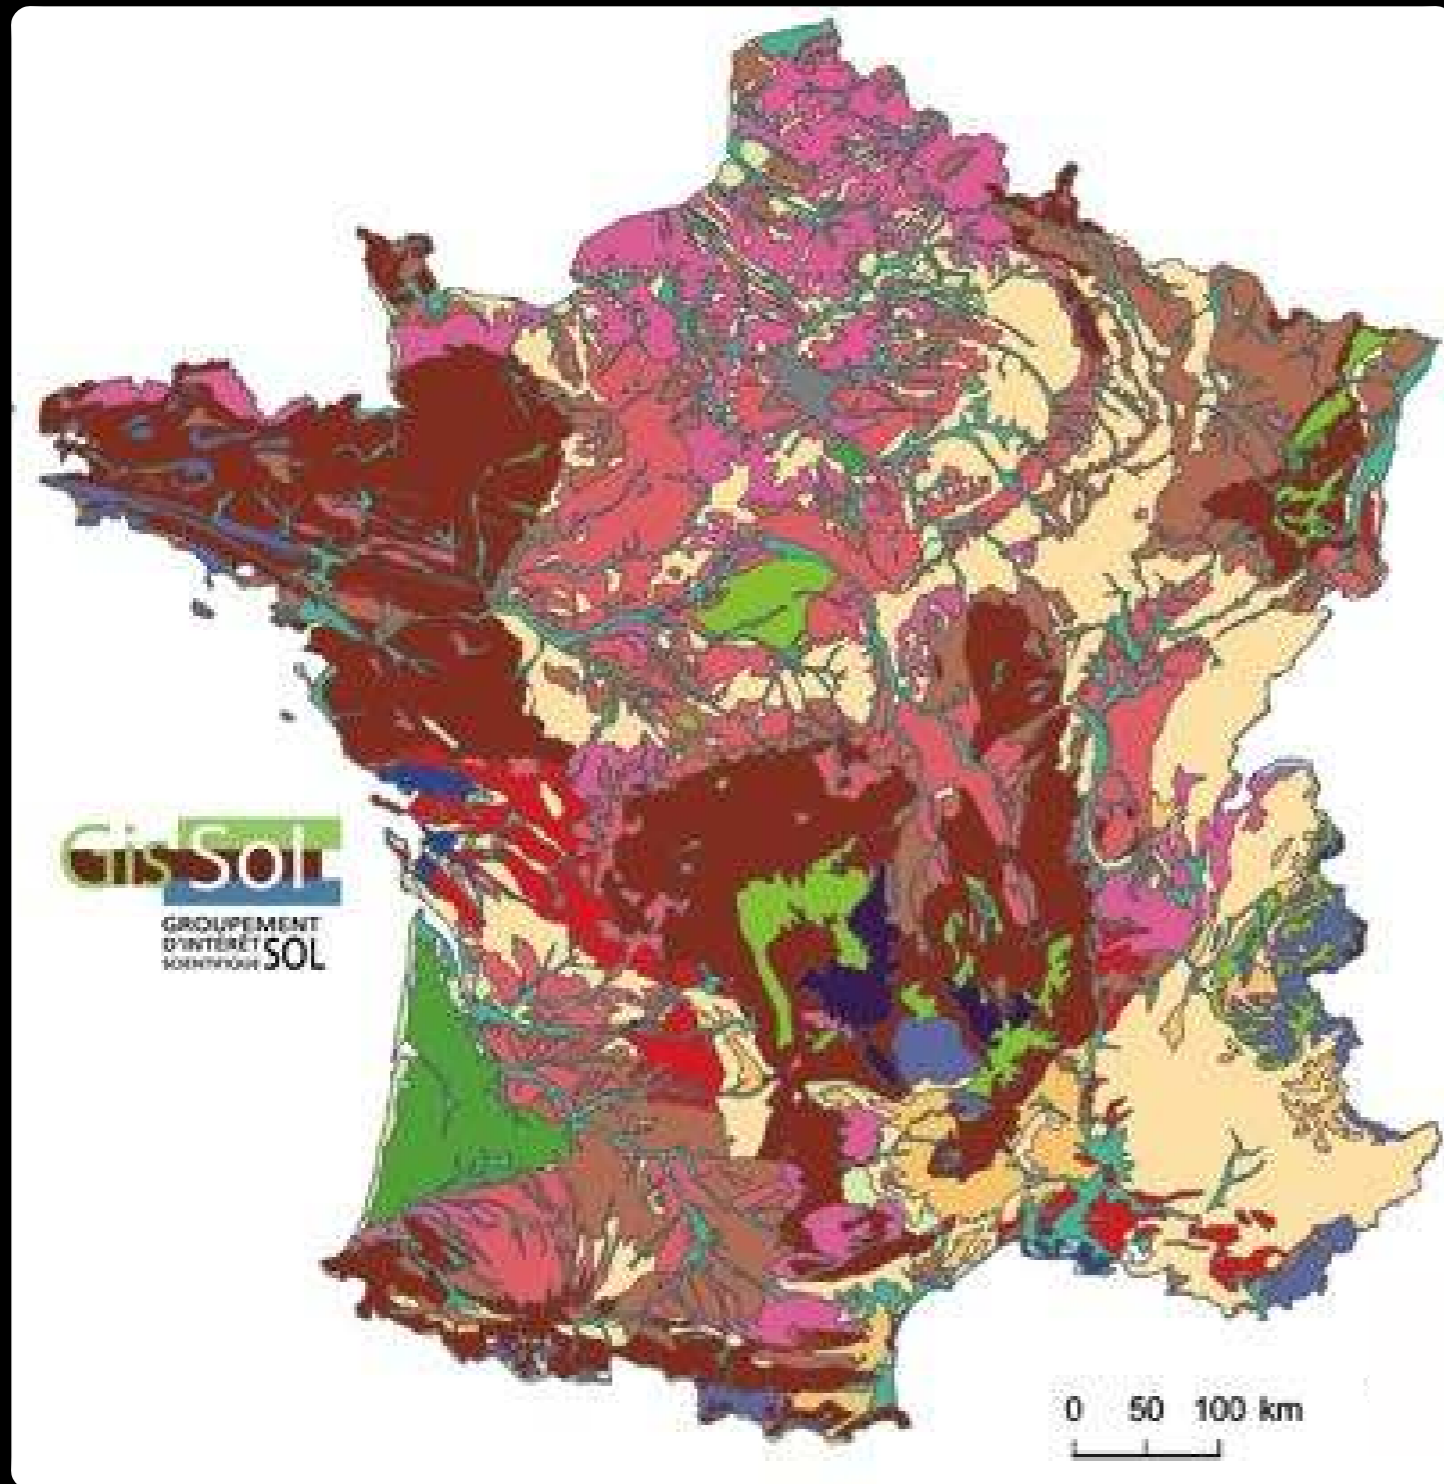 GisSol
GROUPEMENT
D'INTÉRÊT
SCIENTIFIQUE SOL
0 50 100 km